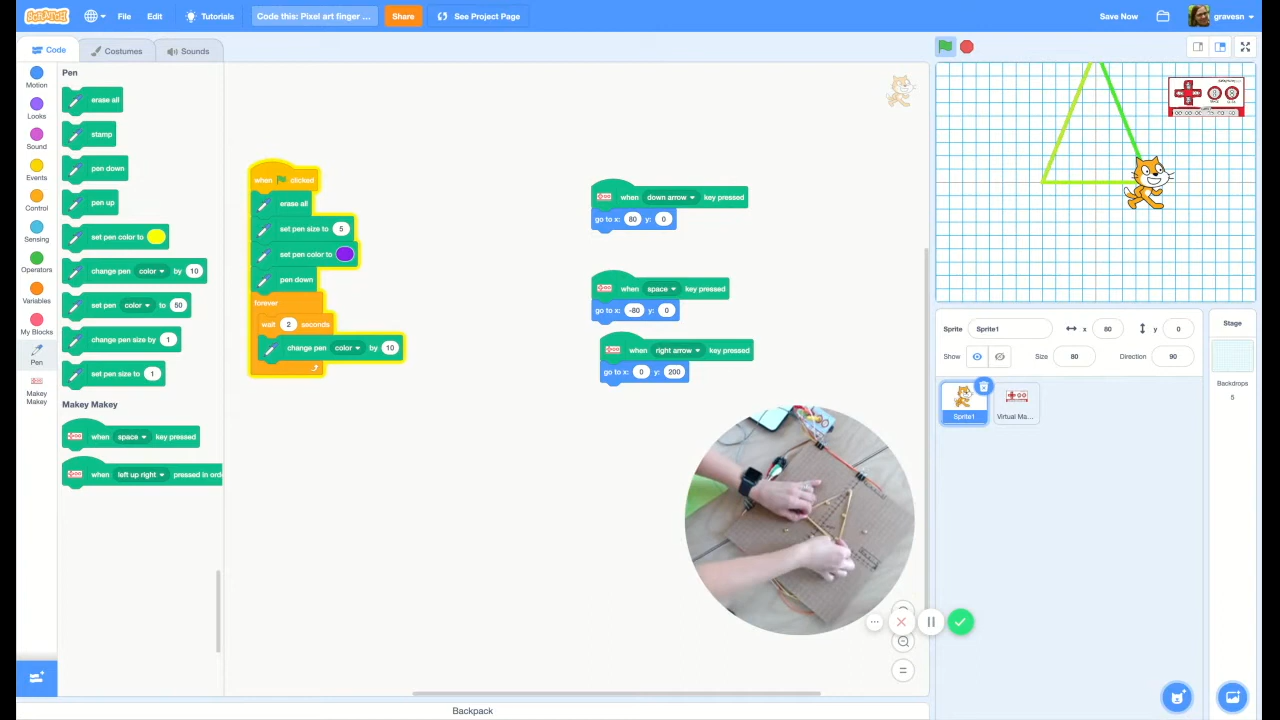 SCRATCH
File
Edit
Tutorials
Code this: Pixel art finger ...
Share
See Project Page
Save Now
gravesn
Code
Costumes
Sounds
Motion
Looks
Sound
Events
Control
Sensing
Operators
Variables
My Blocks
Pen
Makey
Makey
Pen
erase all
stamp
pen down
pen up
set pen color to
change pen color by 10
set pen color to 50
change pen size by 1
set pen size to 1
Makey Makey
when space key pressed
when left up right pressed in orde
when clicked
erase all
set pen size to 5
set pen color to
pen down
forever
wait 2 seconds
change pen color by 10
when down arrow key pressed
go to x: 80 y: 0
when space key pressed
go to x: -80 y: 0
when right arrow key pressed
go to x: 0 y: 200
Sprite
Sprite1
x
80
y
0
Show
Size
80
Direction
90
Sprite1
Virtual Ma...
Stage
Backdrops
5
Backpack